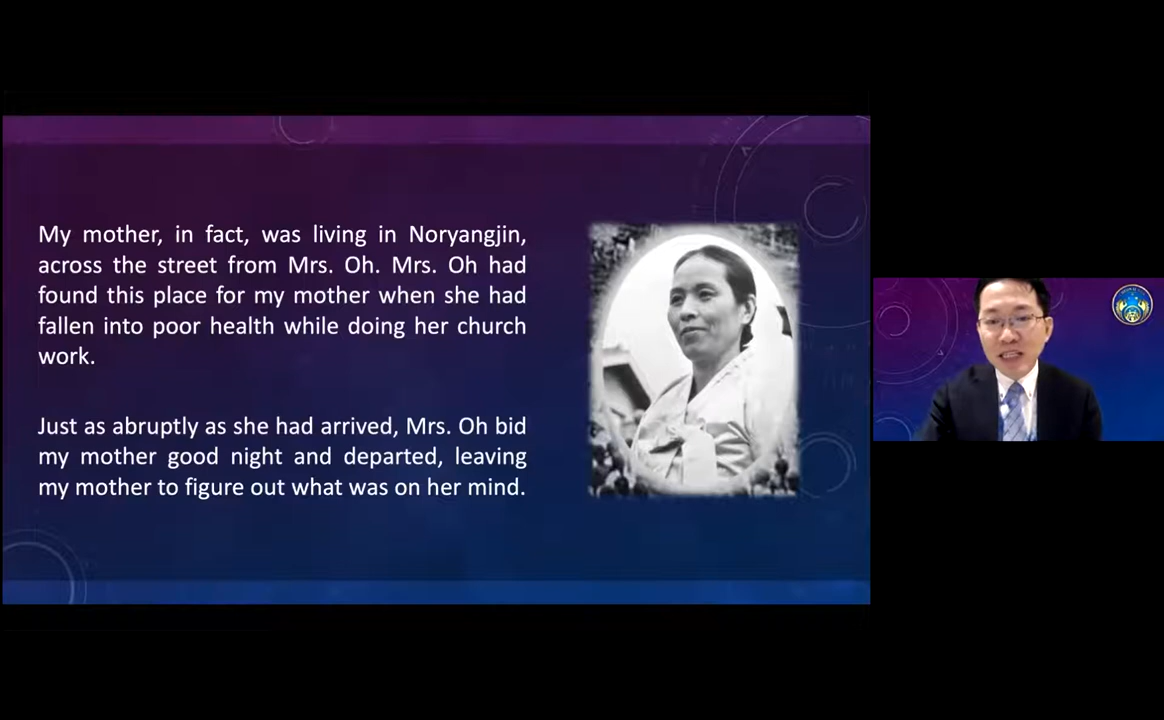 My mother, in fact, was living in Noryangjin,
across the street from Mrs. Oh. Mrs. Oh had
found this place for my mother when she had
fallen into poor health while doing her church
work.
Just as abruptly as she had arrived, Mrs. Oh bid
my mother good night and departed, leaving
my mother to figure out what was on her mind.